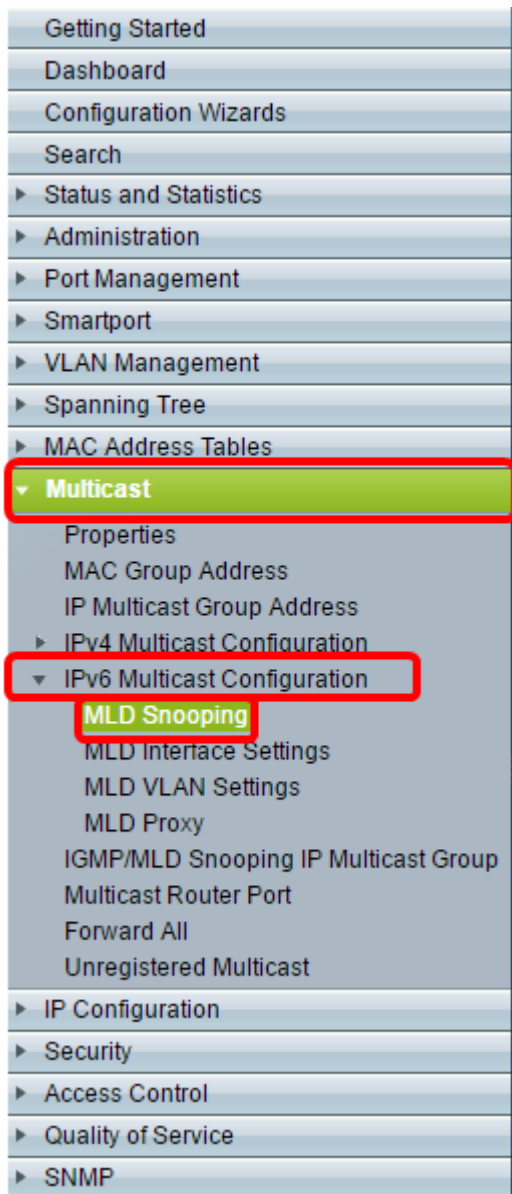 Getting Started
Dashboard
Configuration Wizards
Search
Status and Statistics
Administration
Port Management
Smartport
VLAN Management
Spanning Tree
MAC Address Tables
Multicast
Properties
MAC Group Address
IP Multicast Group Address
IPv4 Multicast Configuration
IPv6 Multicast Configuration
MLD Snooping
MLD Interface Settings
MLD VLAN Settings
MLD Proxy
IGMP/MLD Snooping IP Multicast Group
Multicast Router Port
Forward All
Unregistered Multicast
IP Configuration
Security
Access Control
Quality of Service
SNMP